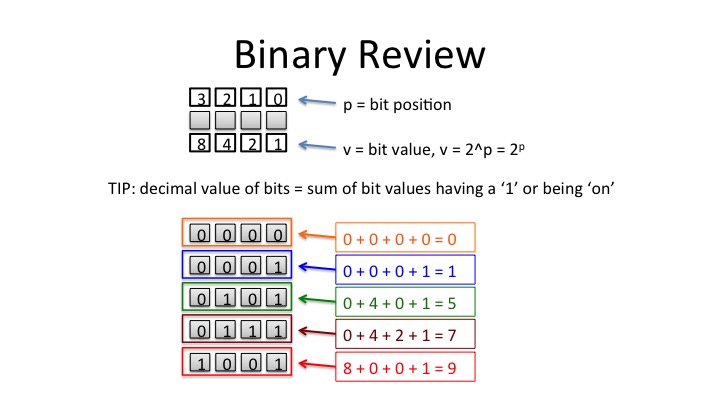 Binary Review
3 2 1 0
p = bit position
8 4 2 1
v = bit value, v = 2^p = 2ᵖ
TIP: decimal value of bits = sum of bit values having a ‘1’ or being ‘on’
0 0 0 0
0 + 0 + 0 + 0 = 0
0 0 0 1
0 + 0 + 0 + 1 = 1
0 1 0 1
0 + 4 + 0 + 1 = 5
0 1 1 1
0 + 4 + 2 + 1 = 7
1 0 0 1
8 + 0 + 0 + 1 = 9